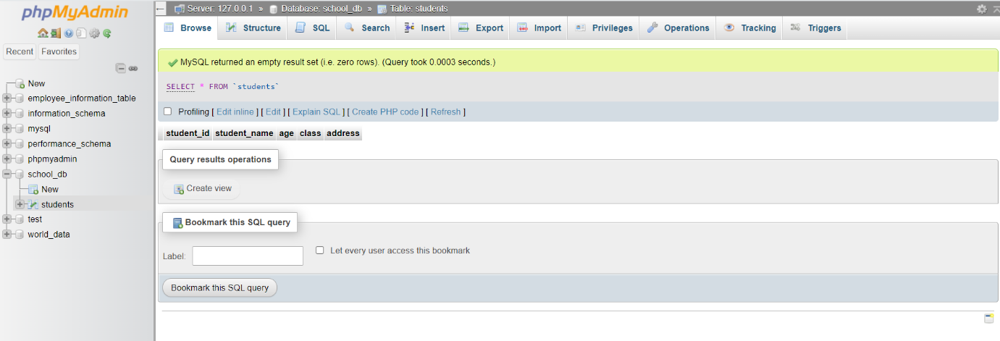 phpMyAdmin
Recent Favorites
New
employee_information_table
information_schema
mysql
performance_schema
phpmyadmin
school_db
New
students
test
world_data
Server: 127.0.0.1 » Database: school_db » Table: students
Browse Structure SQL Search Insert Export Import Privileges Operations Tracking Triggers
MySQL returned an empty result set (i.e. zero rows). (Query took 0.0003 seconds.)
SELECT * FROM `students`
Profiling [ Edit inline ] [ Edit ] [ Explain SQL ] [ Create PHP code ] [ Refresh ]
student_id student_name age class address
Query results operations
Create view
Bookmark this SQL query
Label: Let every user access this bookmark
Bookmark this SQL query